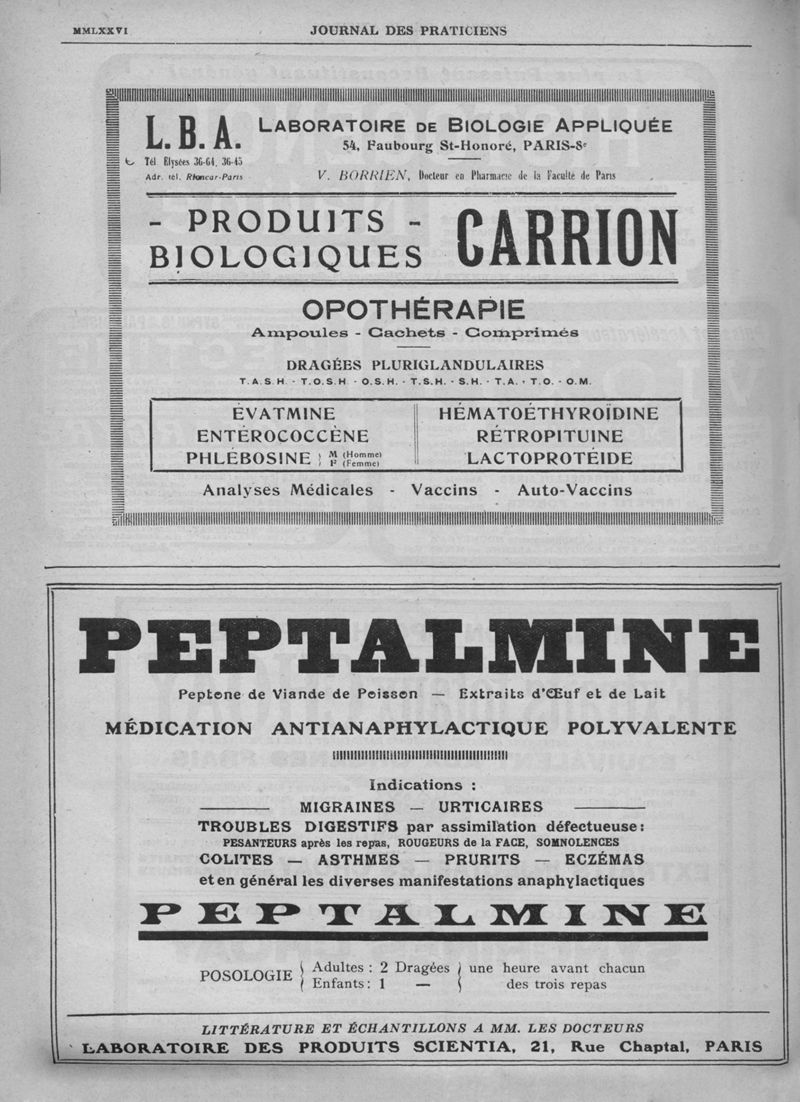 MMLXXVI
JOURNAL DES PRATICIENS
L.B.A.
LABORATOIRE DE BIOLOGIE APPLIQUÉE
54, Faubourg St-Honoré, PARIS-8e
Tél. Elysées 36-64, 36-45
Adr. tél. Rioncar-Paris
V. BORRIEN, Docteur en Pharmacie de la Faculté de Paris
- PRODUITS -
BIOLOGIQUES
CARRION
OPOTHÉRAPIE
Ampoules - Cachets - Comprimés
DRAGÉES PLURIGLANDULAIRES
T.A.S.H. · T.O.S.H. · O.S.H. · T.S.H. · S.H. · T.A. · T.O. · O.M.
ÉVATMINE
ENTÉROCOCCÈNE
PHLÉBOSINE } M (Homme)
F (Femme)
HÉMATOÉTHYROÏDINE
RÉTROPITUINE
LACTOPROTÉIDE
Analyses Médicales - Vaccins - Auto-Vaccins
PEPTALMINE
Peptone de Viande de Poisson — Extraits d'Œuf et de Lait
MÉDICATION ANTIANAPHYLACTIQUE POLYVALENTE
Indications :
MIGRAINES — URTICAIRES
TROUBLES DIGESTIFS par assimilation défectueuse :
PESANTEURS après les repas, ROUGEURS de la FACE, SOMNOLENCES
COLITES — ASTHMES — PRURITS — ECZÉMAS
et en général les diverses manifestations anaphylactiques
PEPTALMINE
POSOLOGIE { Adultes : 2 Dragées } une heure avant chacun
Enfants : 1 — des trois repas
LITTÉRATURE ET ÉCHANTILLONS A MM. LES DOCTEURS
LABORATOIRE DES PRODUITS SCIENTIA, 21, Rue Chaptal, PARIS